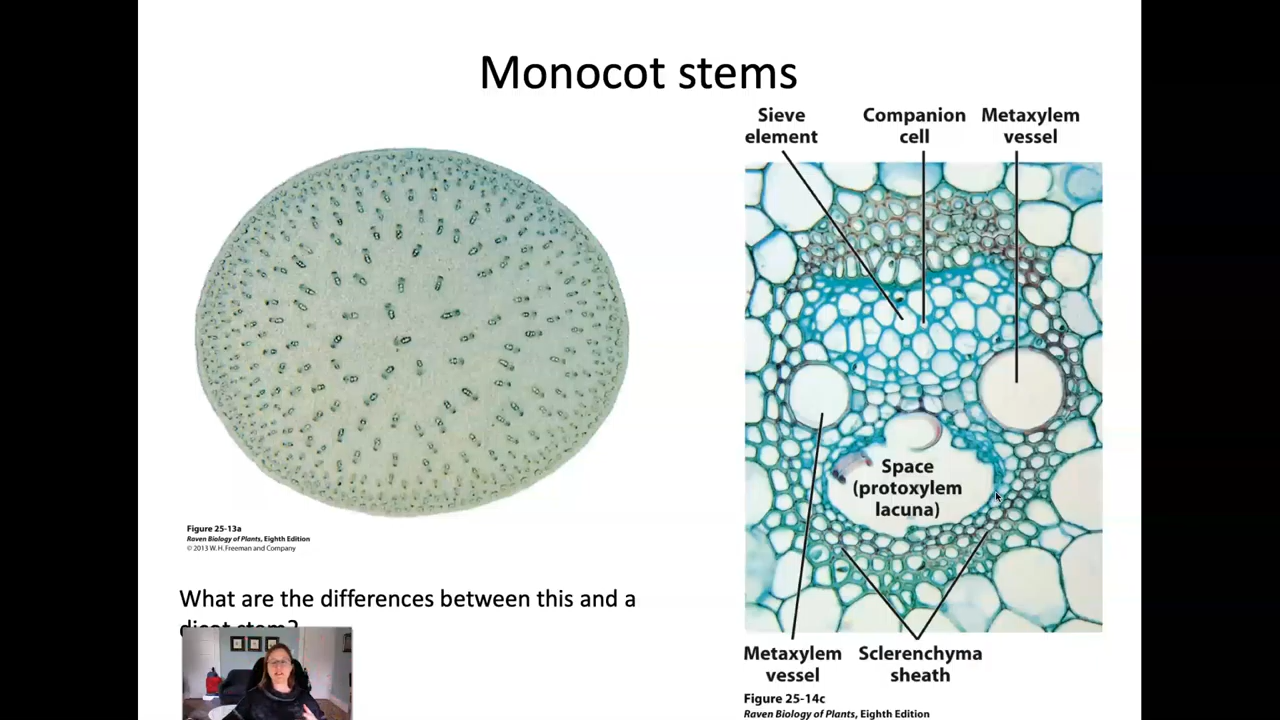 Monocot stems
Sieve
element
Companion
cell
Metaxylem
vessel
Space
(protoxylem
lacuna)
Metaxylem
vessel
Sclerenchyma
sheath
Figure 25-14c
Raven Biology of Plants, Eighth Edition
Figure 25-13a
Raven Biology of Plants, Eighth Edition
© 2013 W. H. Freeman and Company
What are the differences between this and a
dicot stem?